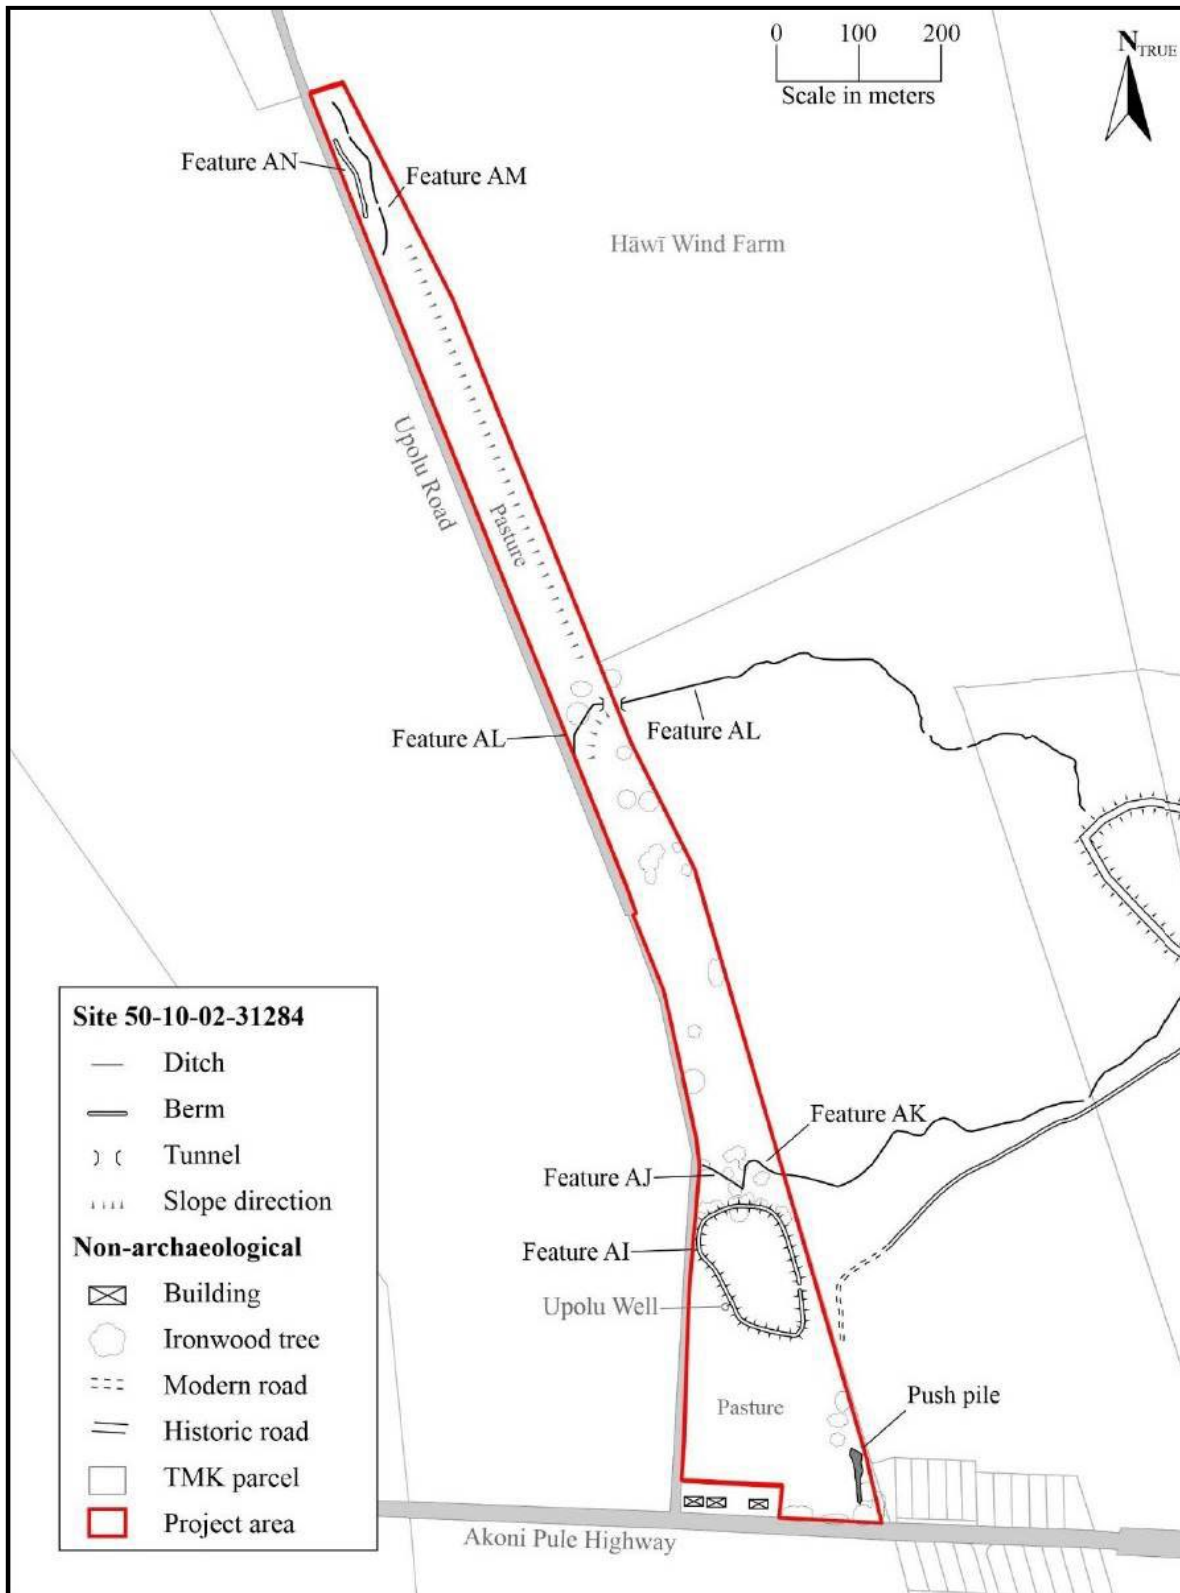 0 100 200
Scale in meters
N TRUE
Feature AN
Feature AM
Hāwī Wind Farm
Upolu Road
Pasture
Feature AL
Feature AL
Feature AK
Feature AJ
Feature AI
Upolu Well
Pasture
Push pile
Akoni Pule Highway
Site 50-10-02-31284
Ditch
Berm
Tunnel
Slope direction
Non-archaeological
Building
Ironwood tree
Modern road
Historic road
TMK parcel
Project area